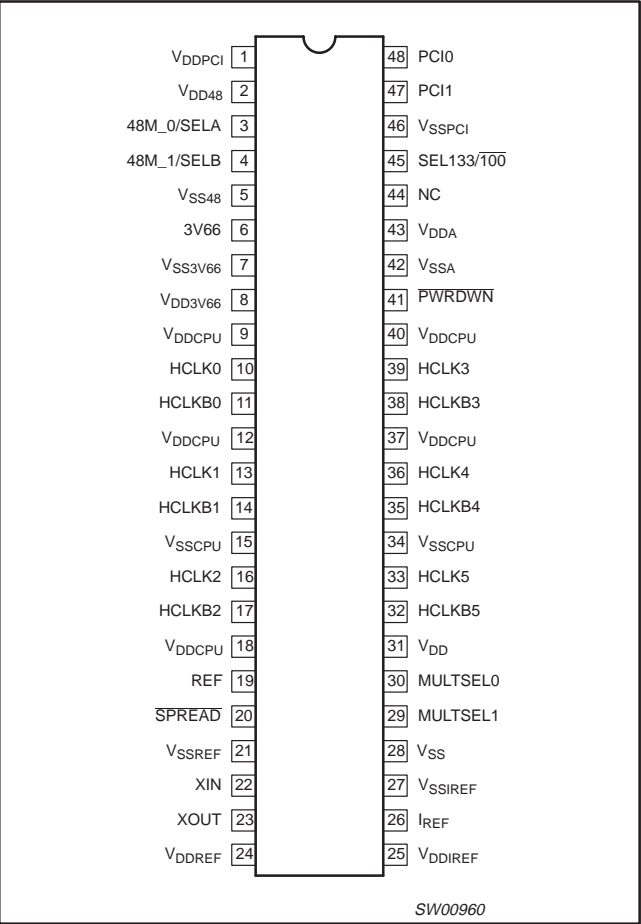 VDDPCI 1 48 PCI0
VDD48 2 47 PCI1
48M_0/SELA 3 46 VSSPCI
48M_1/SELB 4 45 SEL133/100
VSS48 5 44 NC
3V66 6 43 VDDA
VSS3V66 7 42 VSSA
VDD3V66 8 41 PWRDWN
VDDCPU 9 40 VDDCPU
HCLK0 10 39 HCLK3
HCLKB0 11 38 HCLKB3
VDDCPU 12 37 VDDCPU
HCLK1 13 36 HCLK4
HCLKB1 14 35 HCLKB4
VSSCPU 15 34 VSSCPU
HCLK2 16 33 HCLK5
HCLKB2 17 32 HCLKB5
VDDCPU 18 31 VDD
REF 19 30 MULTSEL0
SPREAD 20 29 MULTSEL1
VSSREF 21 28 VSS
XIN 22 27 VSSIREF
XOUT 23 26 IREF
VDDREF 24 25 VDDIREF
SW00960